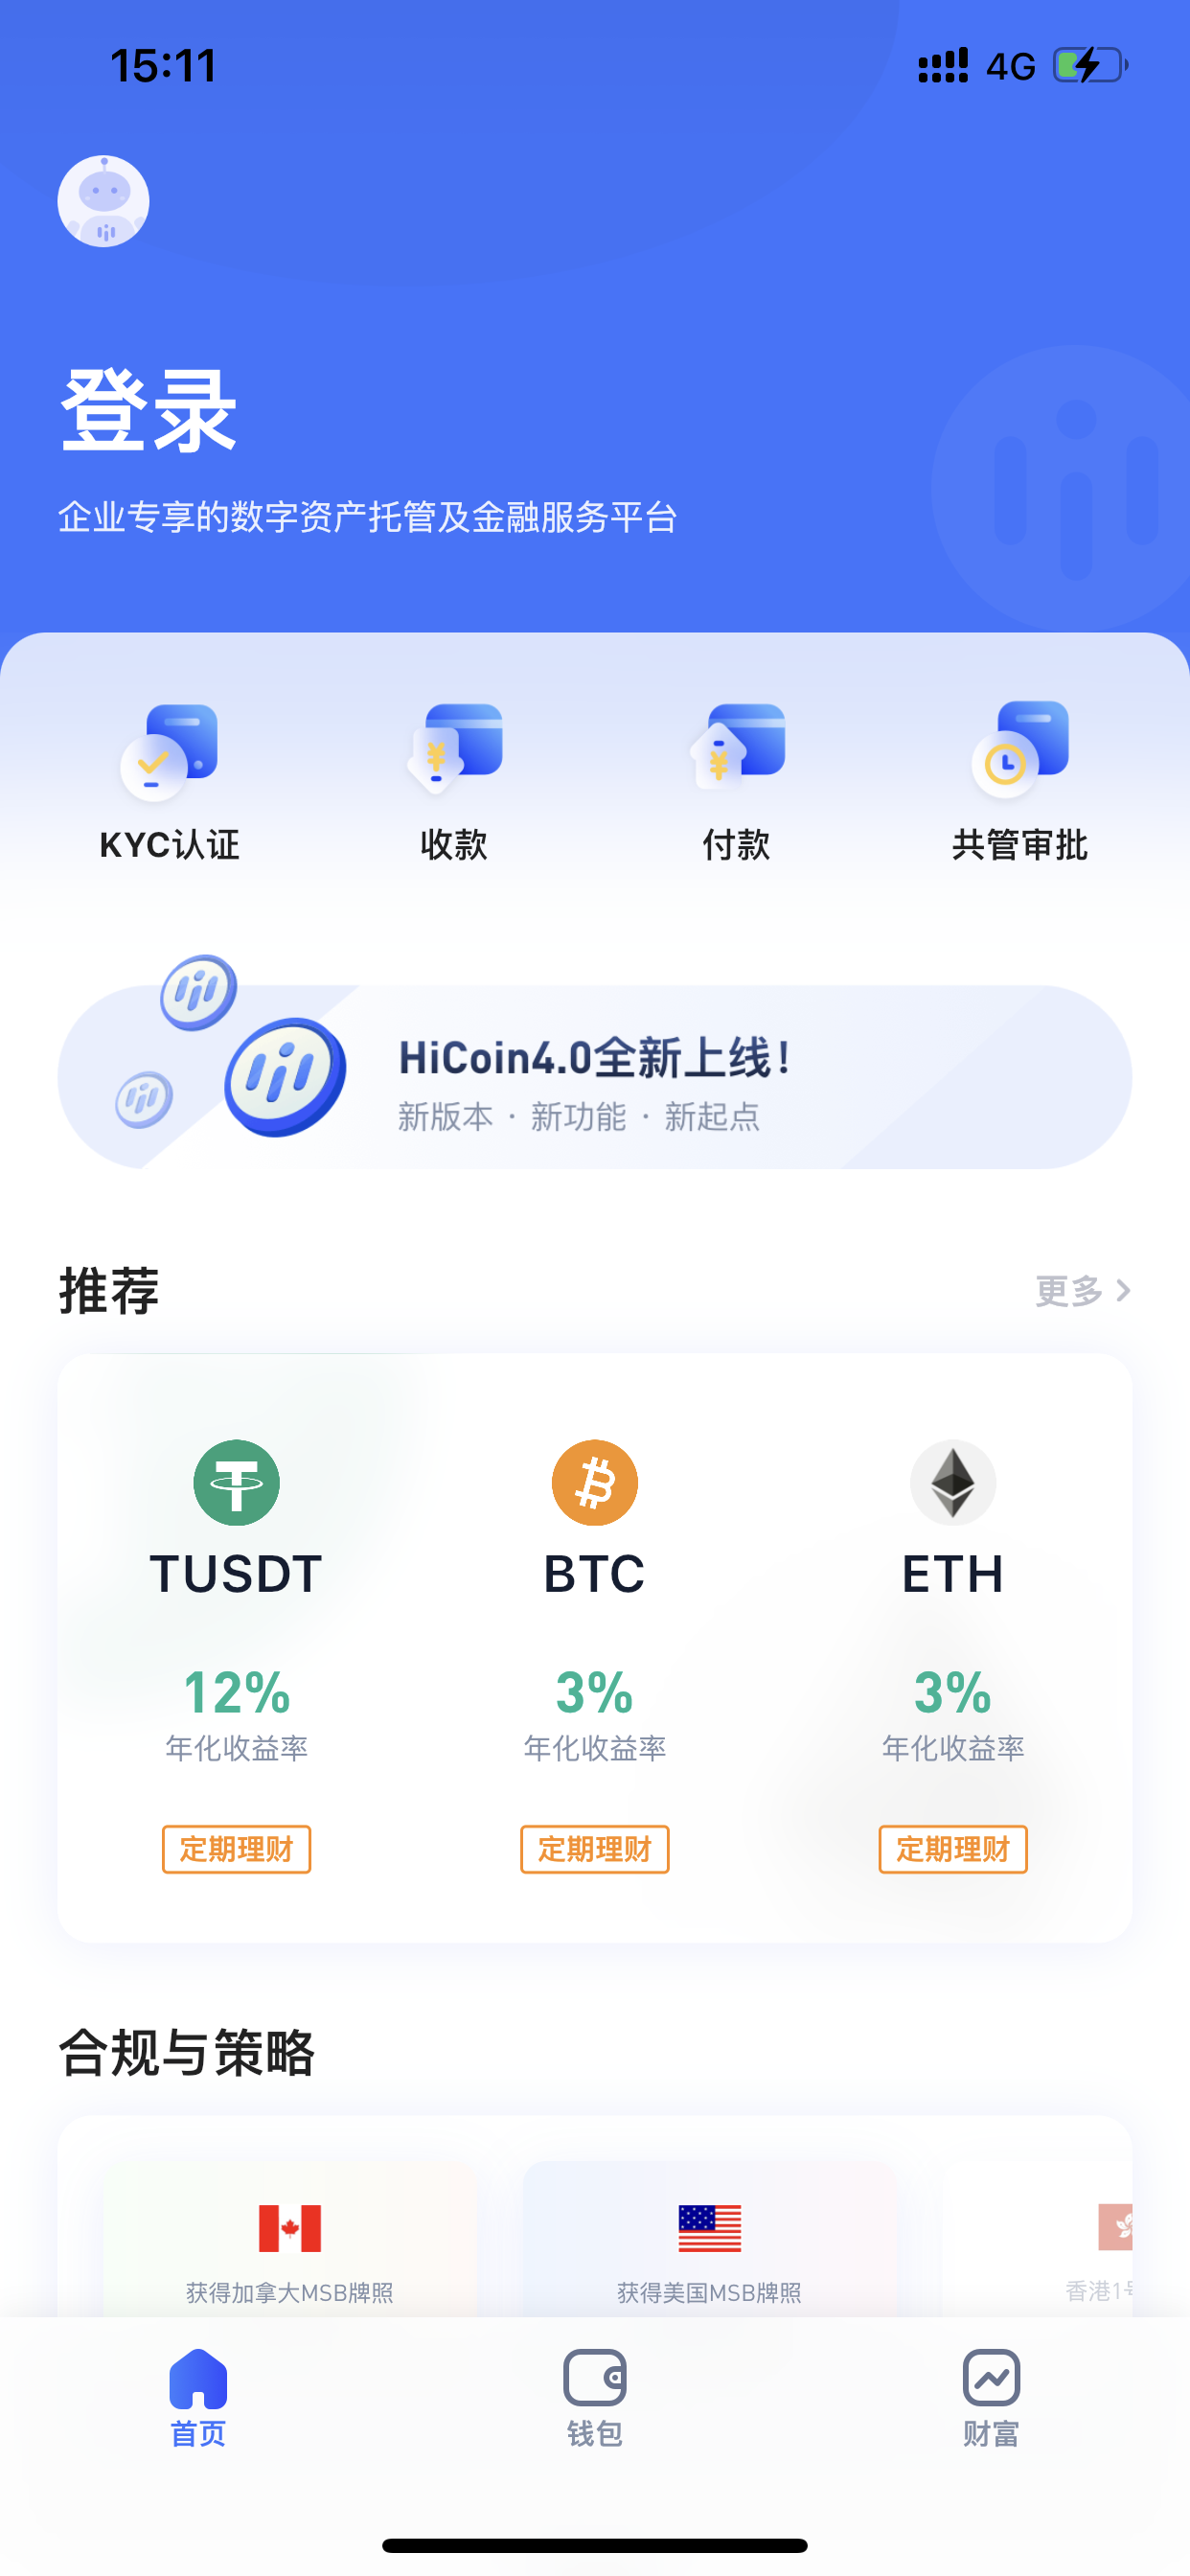 15:11
4G
登录
企业专享的数字资产托管及金融服务平台
KYC认证
收款
付款
共管审批
HiCoin4.0全新上线！
新版本 · 新功能 · 新起点
推荐
更多
TUSDT
BTC
ETH
12%
3%
3%
年化收益率
年化收益率
年化收益率
定期理财
定期理财
定期理财
合规与策略
获得加拿大MSB牌照
获得美国MSB牌照
香港1号
首页
钱包
财富